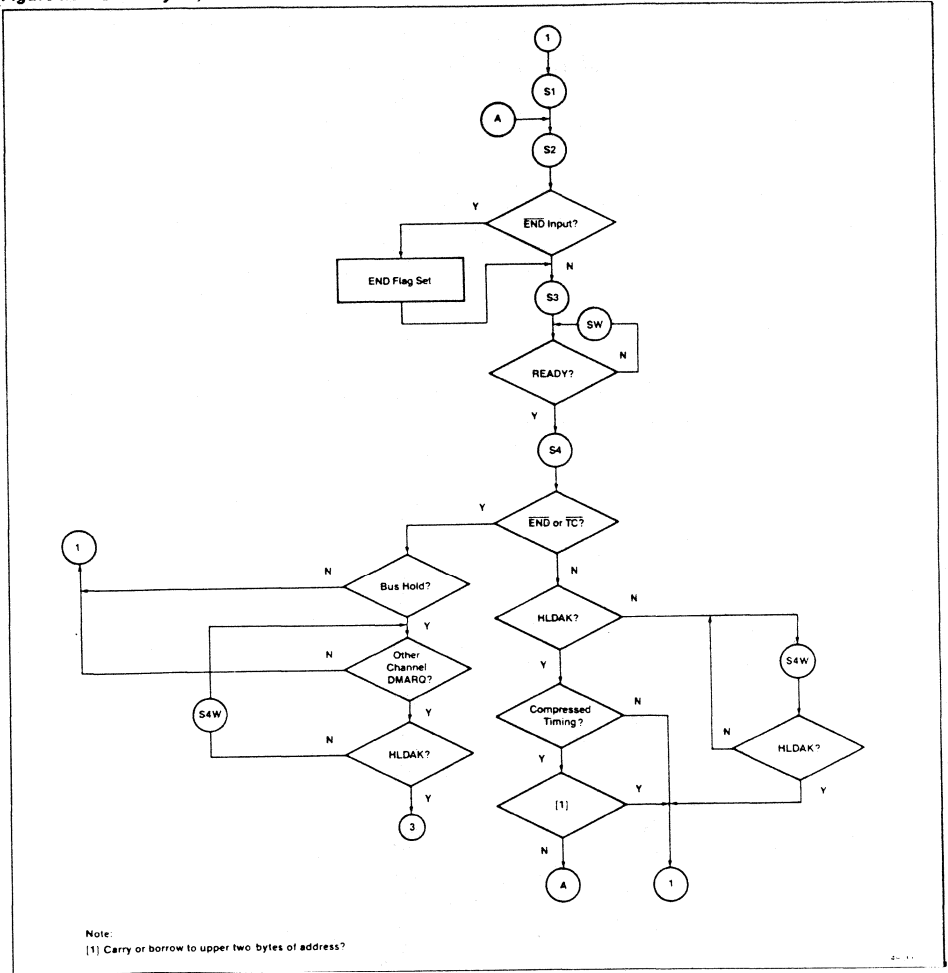 1
S1
A
S2
Y
END Input?
N
END Flag Set
S3
SW
N
READY?
Y
S4
Y
END or TC?
1
N
N
Bus Hold?
HLDAK?
N
Y
Other
Channel
DMARQ?
N
Y
S4W
S4W
Compressed
Timing?
N
Y
N
HLDAK?
Y
N
HLDAK?
Y
[1]
Y
Y
3
N
A
1
Note:
[1] Carry or borrow to upper two bytes of address?